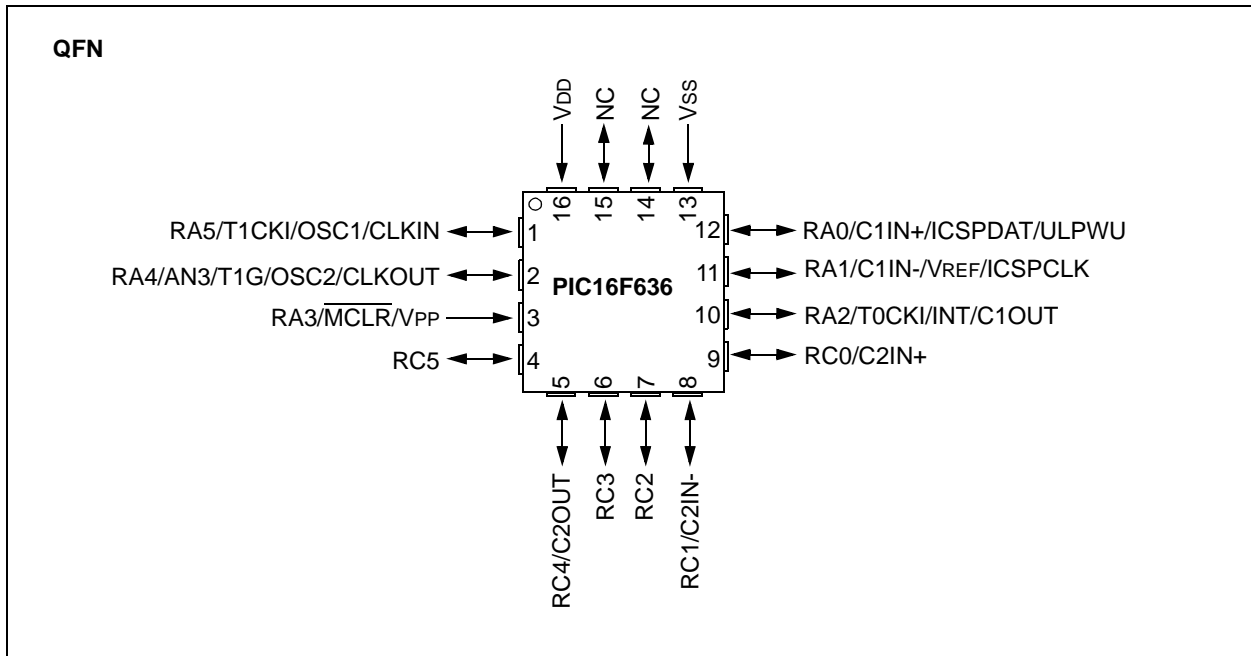 QFN
VDD
NC
NC
VSS
16
15
14
13
RA5/T1CKI/OSC1/CLKIN
1
12
RA0/C1IN+/ICSPDAT/ULPWU
RA4/AN3/T1G/OSC2/CLKOUT
2
PIC16F636
11
RA1/C1IN-/VREF/ICSPCLK
RA3/MCLR/VPP
3
10
RA2/T0CKI/INT/C1OUT
RC5
4
9
RC0/C2IN+
5
6
7
8
RC4/C2OUT
RC3
RC2
RC1/C2IN-